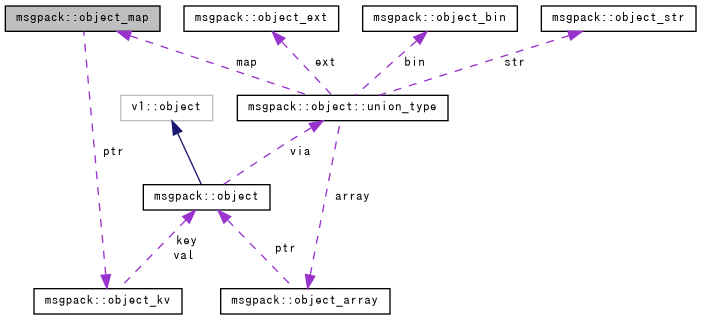 msgpack::object_map
msgpack::object_ext
msgpack::object_bin
msgpack::object_str
map
ext
bin
str
v1::object
msgpack::object::union_type
ptr
via
msgpack::object
array
key
val
ptr
msgpack::object_kv
msgpack::object_array